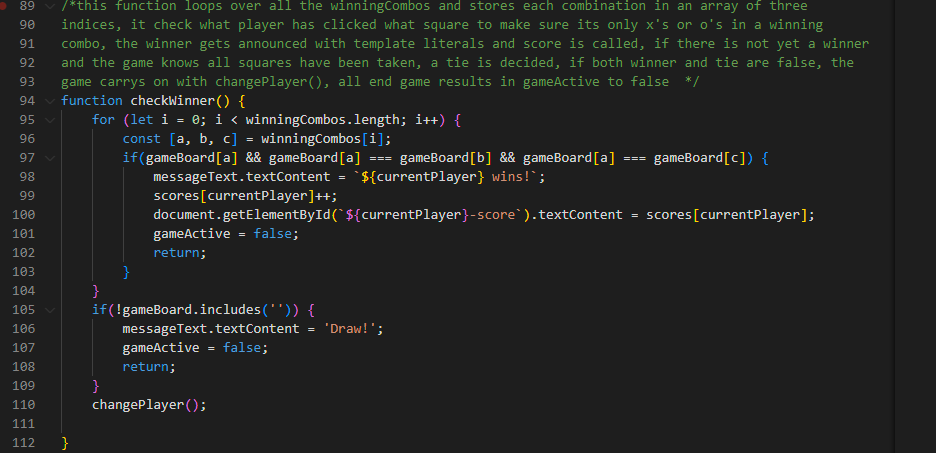 89 /*this function loops over all the winningCombos and stores each combination in an array of three
90 indices, it check what player has clicked what square to make sure its only x's or o's in a wining
91 combo, the winner gets announced with template literals and score is called, if there is not yet a winner
92 and the game knows all squares have been taken, a tie is decided, if both winner and tie are false, the
93 game carrys on with changePlayer(), all end game results in gameActive to false  */
94 function checkWinner() {
95     for (let i = 0; i < winningCombos.length; i++) {
96         const [a, b, c] = winningCombos[i];
97         if(gameBoard[a] && gameBoard[a] === gameBoard[b] && gameBoard[a] === gameBoard[c]) {
98             messageText.textContent = `${currentPlayer} wins!`;
99             scores[currentPlayer]++;
100             document.getElementById(`${currentPlayer}-score`).textContent = scores[currentPlayer];
101             gameActive = false;
102             return;
103         }
104     }
105     if(!gameBoard.includes('')) {
106         messageText.textContent = 'Draw!';
107         gameActive = false;
108         return;
109     }
110     changePlayer();
111
112 }